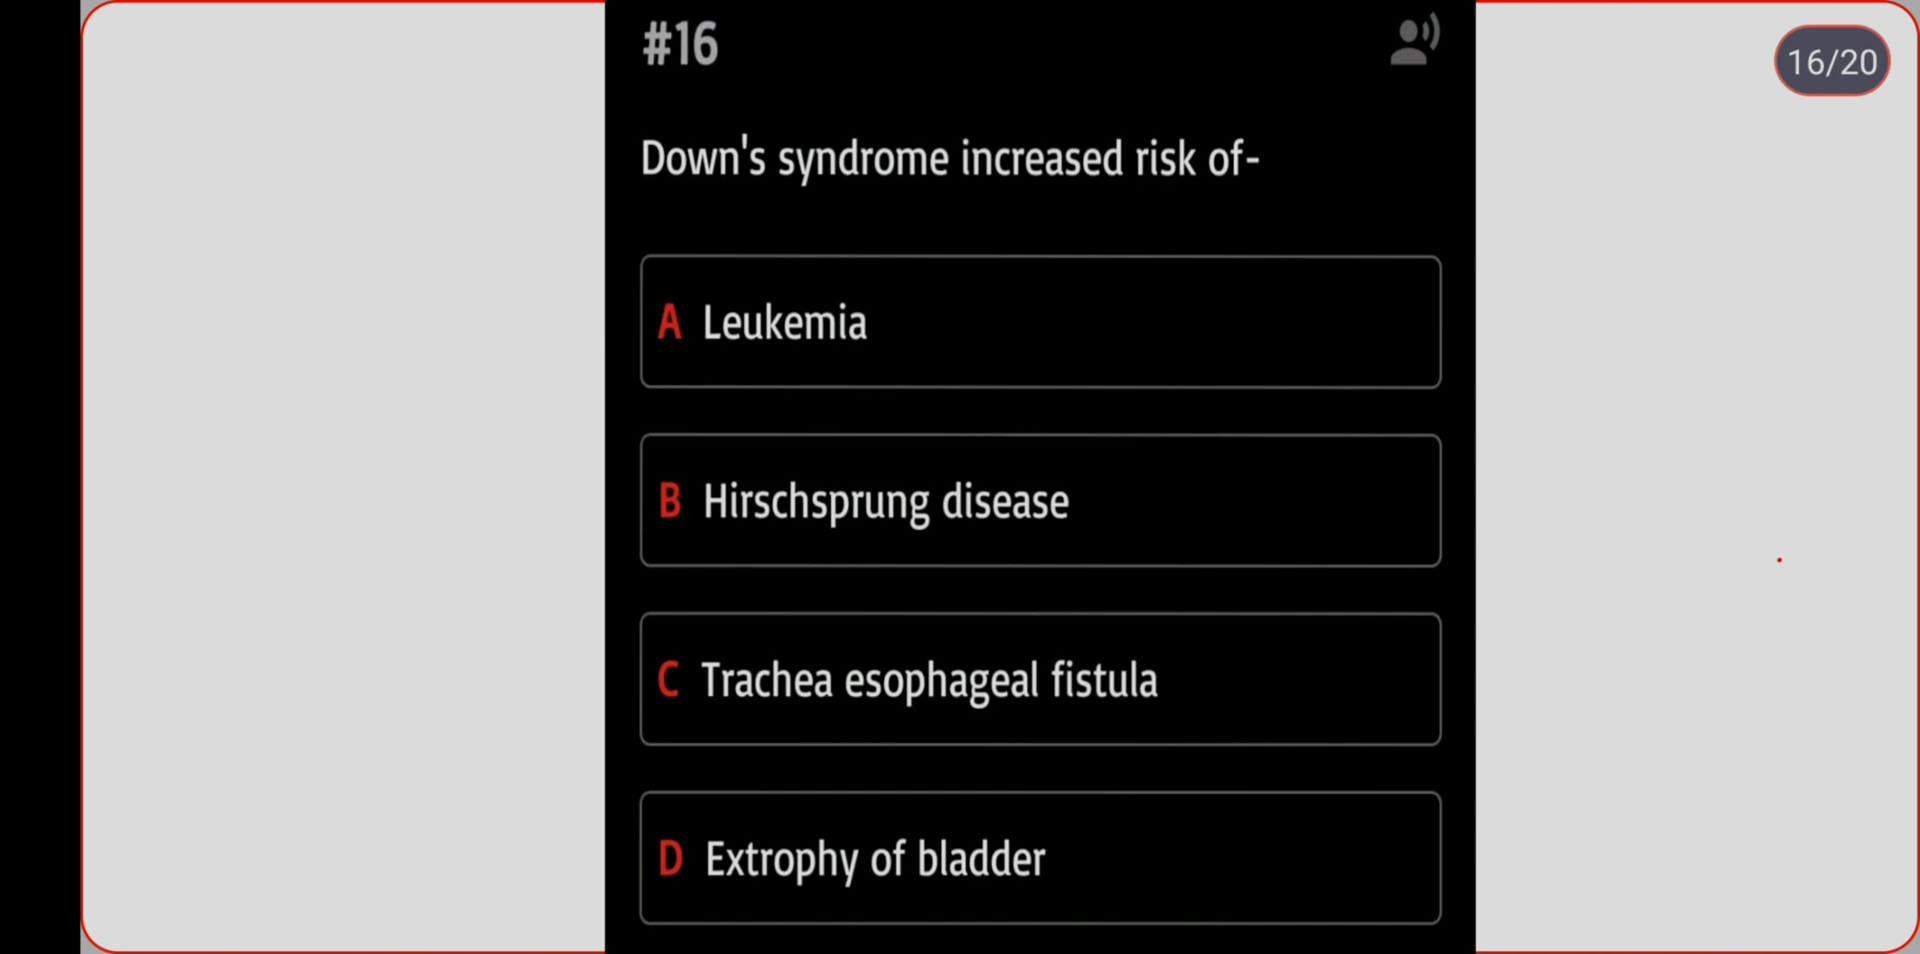 #16
16/20
Down's syndrome increased risk of-
A Leukemia
B Hirschsprung disease
C Trachea esophageal fistula
D Extrophy of bladder